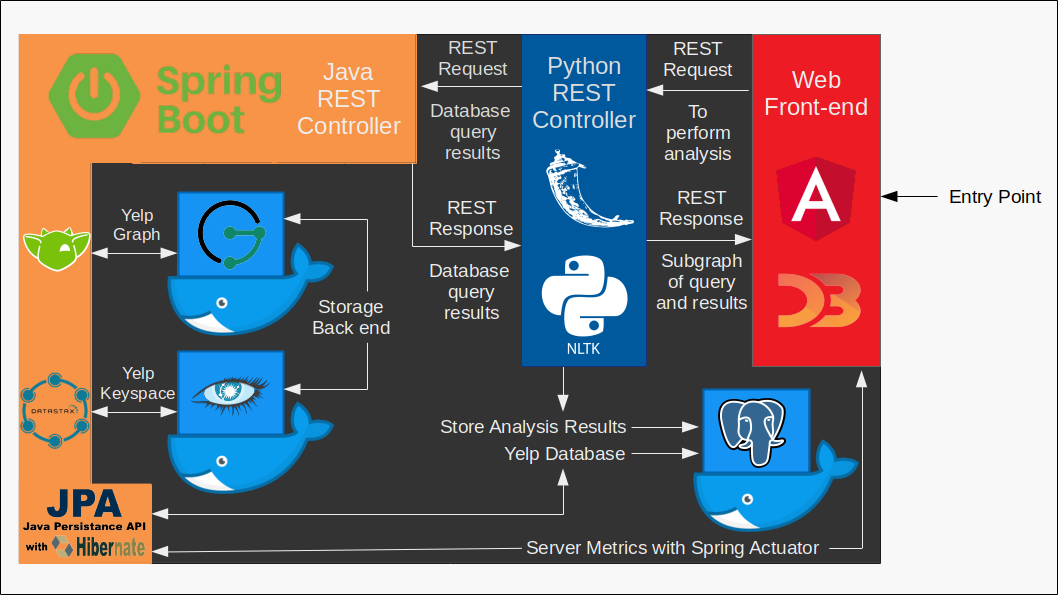 Spring
Boot
Java
REST
Controller
REST
Request
Database
query
results
Python
REST
Controller
REST
Request
To
perform
analysis
Web
Front-end
Entry Point
REST
Response
Database
query
results
NLTK
REST
Response
Subgraph
of query
and results
D3
Yelp
Graph
Storage
Back end
Yelp
Keyspace
DATASTAX
Store Analysis Results
Yelp Database
JPA
Java Persistance API
with Hibernate
Server Metrics with Spring Actuator